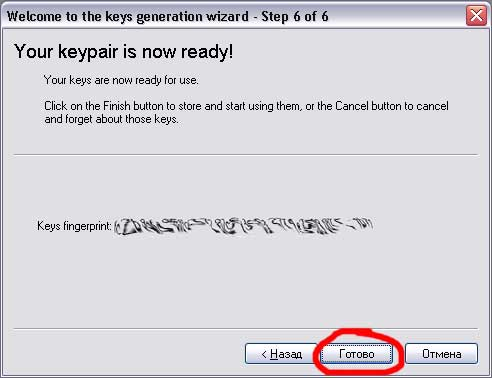 Welcome to the keys generation wizard - Step 6 of 6
Your keypair is now ready!
Your keys are now ready for use.
Click on the Finish button to store and start using them, or the Cancel button to cancel
and forget about those keys.
Keys fingerprint:
< Назад Готово Отмена